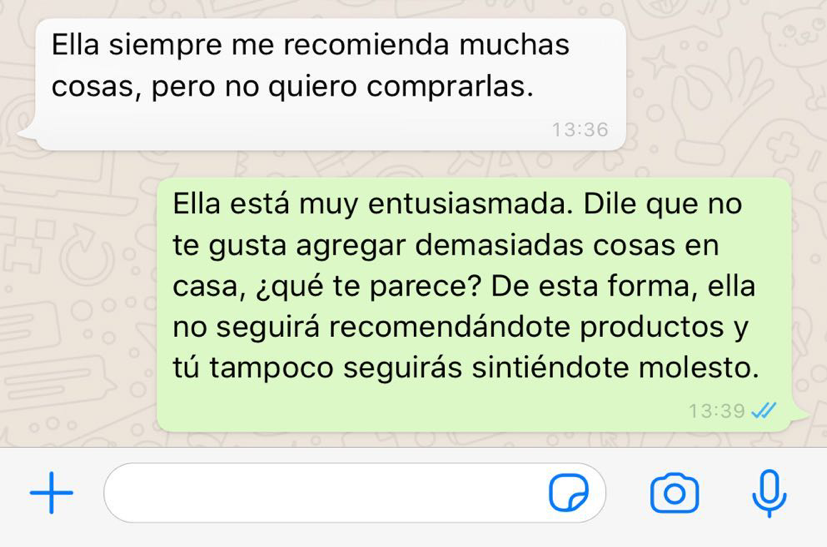 Ella siempre me recomienda muchas
cosas, pero no quiero comprarlas.
13:36
Ella está muy entusiasmada. Dile que no
te gusta agregar demasiadas cosas en
casa, ¿qué te parece? De esta forma, ella
no seguirá recomendándote productos y
tú tampoco seguirás sintiéndote molesto.
13:39